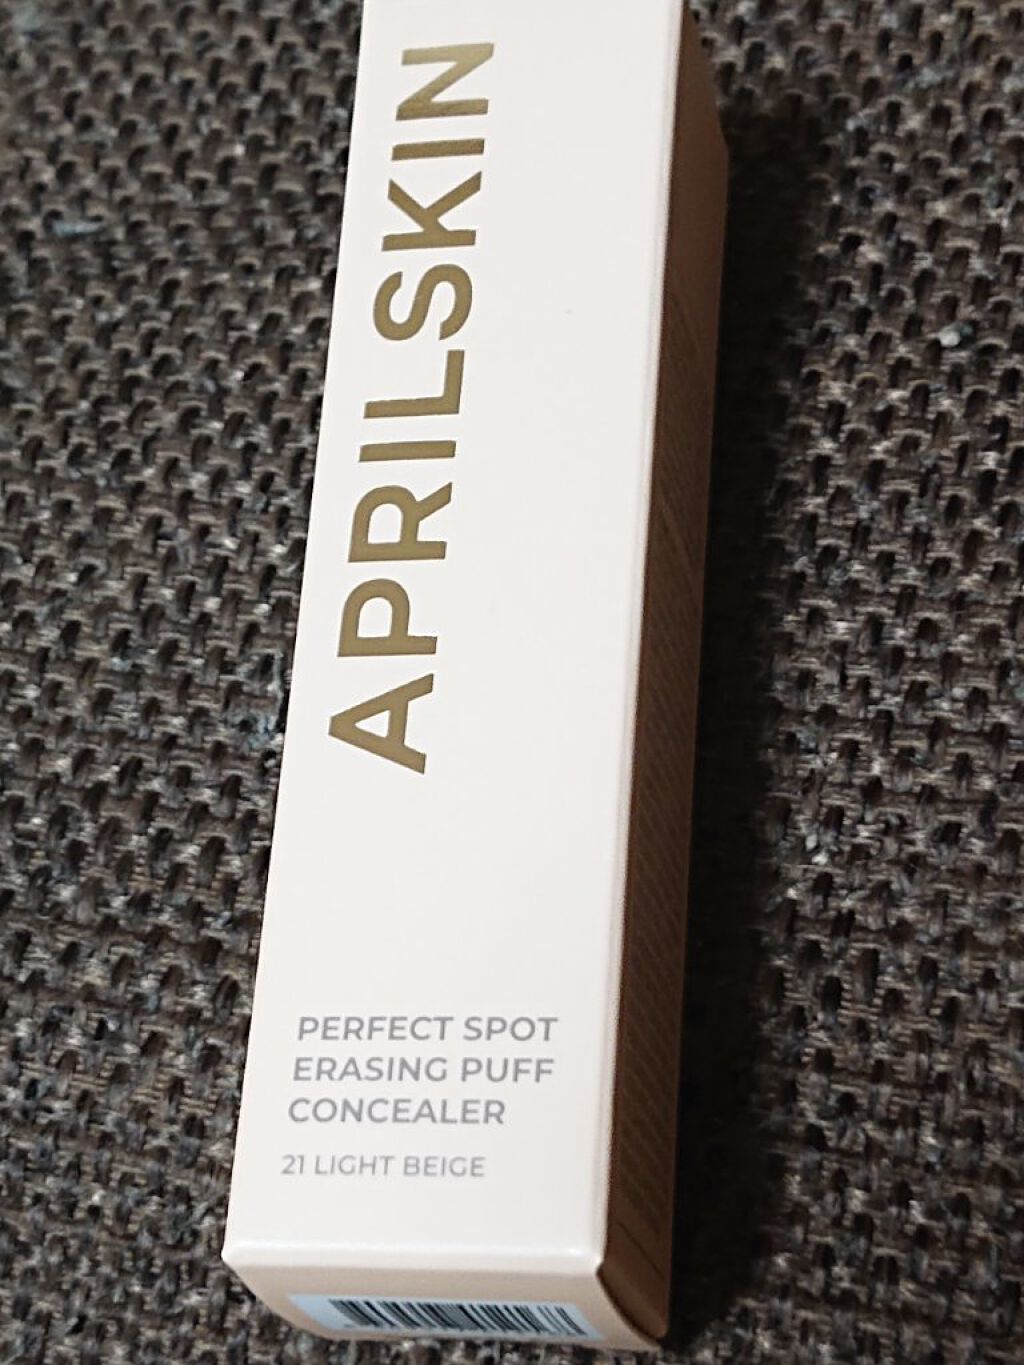 APRILSKIN
PERFECT SPOT
ERASING PUFF
CONCEALER
21 LIGHT BEIGE